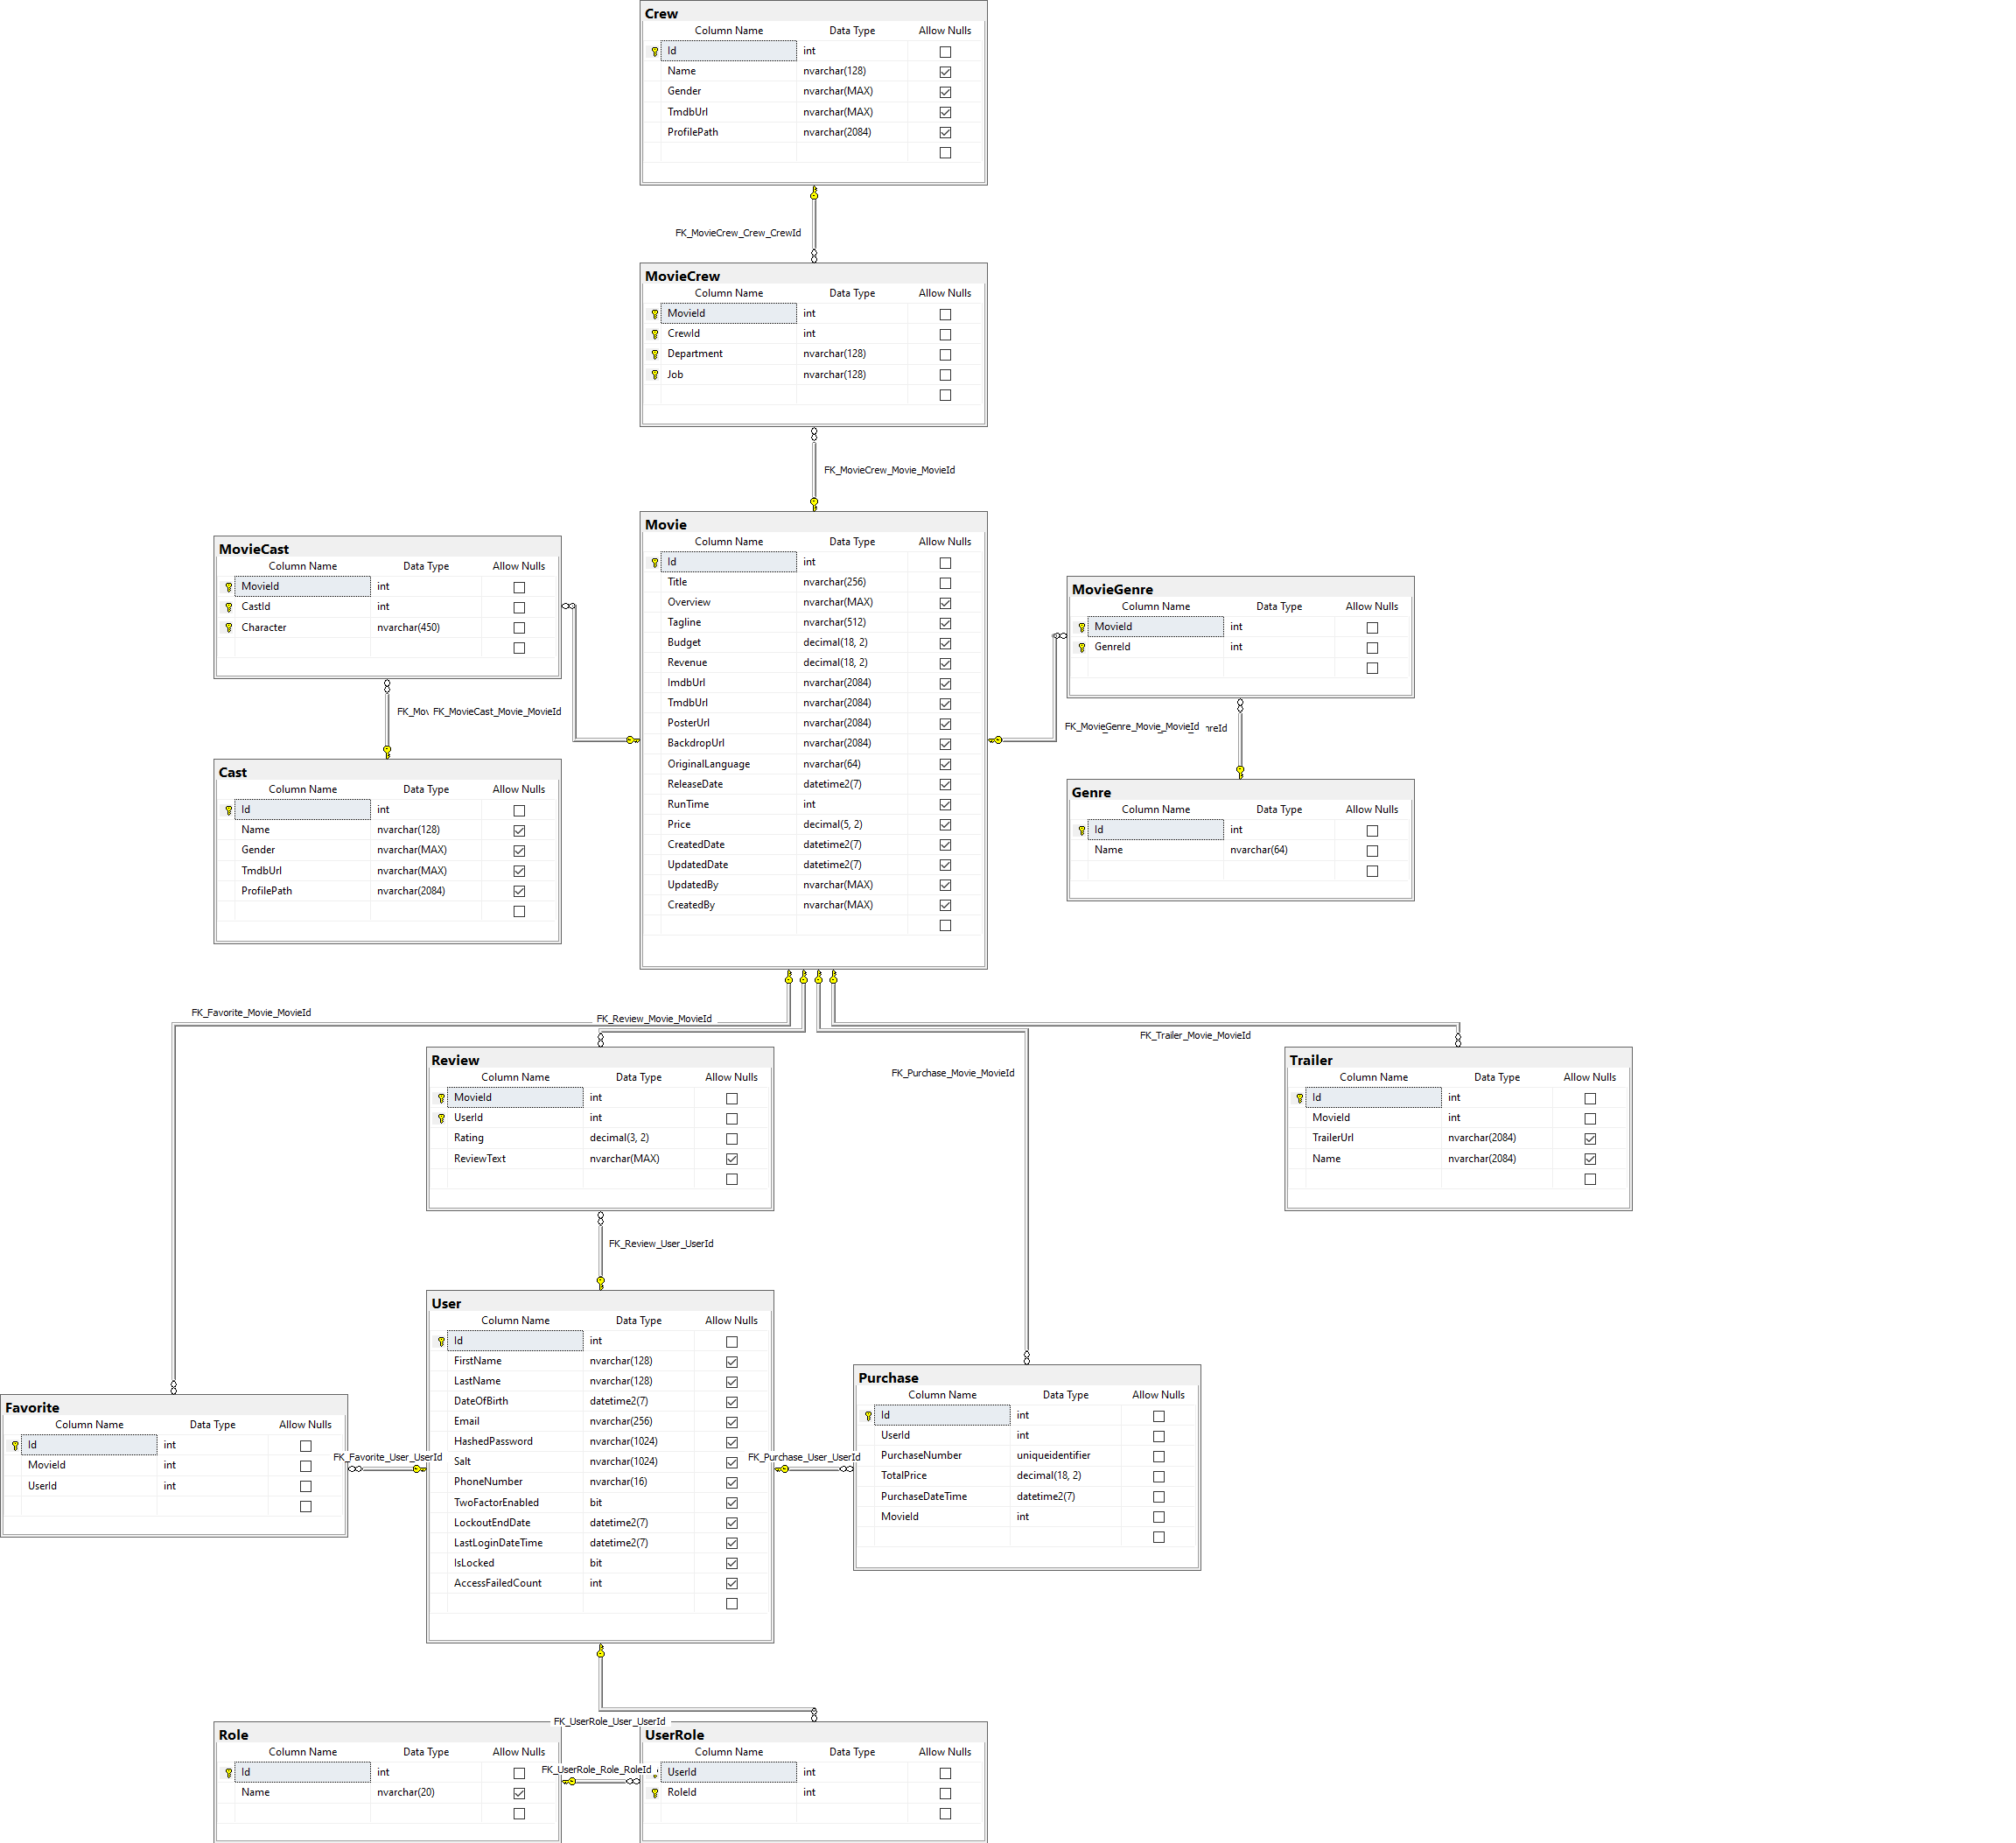 Crew
Column Name Data Type Allow Nulls
Id int
Name nvarchar(128)
Gender nvarchar(MAX)
TmdbUrl nvarchar(MAX)
ProfilePath nvarchar(2084)
FK_MovieCrew_Crew_CrewId
MovieCrew
Column Name Data Type Allow Nulls
MovieId int
CrewId int
Department nvarchar(128)
Job nvarchar(128)
FK_MovieCrew_Movie_MovieId
Movie
Column Name Data Type Allow Nulls
Id int
Title nvarchar(256)
Overview nvarchar(MAX)
Tagline nvarchar(512)
Budget decimal(18, 2)
Revenue decimal(18, 2)
ImdbUrl nvarchar(2084)
TmdbUrl nvarchar(2084)
PosterUrl nvarchar(2084)
BackdropUrl nvarchar(2084)
OriginalLanguage nvarchar(64)
ReleaseDate datetime2(7)
RunTime int
Price decimal(5, 2)
CreatedDate datetime2(7)
UpdatedDate datetime2(7)
UpdatedBy nvarchar(MAX)
CreatedBy nvarchar(MAX)
MovieCast
Column Name Data Type Allow Nulls
MovieId int
CastId int
Character nvarchar(450)
FK_MovieCast_Movie_MovieId
Cast
Column Name Data Type Allow Nulls
Id int
Name nvarchar(128)
Gender nvarchar(MAX)
TmdbUrl nvarchar(MAX)
ProfilePath nvarchar(2084)
MovieGenre
Column Name Data Type Allow Nulls
MovieId int
GenreId int
FK_MovieGenre_Movie_MovieId
Genre
Column Name Data Type Allow Nulls
Id int
Name nvarchar(64)
FK_Favorite_Movie_MovieId
FK_Review_Movie_MovieId
FK_Trailer_Movie_MovieId
FK_Purchase_Movie_MovieId
Review
Column Name Data Type Allow Nulls
MovieId int
UserId int
Rating decimal(3, 2)
ReviewText nvarchar(MAX)
FK_Review_User_UserId
Trailer
Column Name Data Type Allow Nulls
Id int
MovieId int
TrailerUrl nvarchar(2084)
Name nvarchar(2084)
User
Column Name Data Type Allow Nulls
Id int
FirstName nvarchar(128)
LastName nvarchar(128)
DateOfBirth datetime2(7)
Email nvarchar(256)
HashedPassword nvarchar(1024)
Salt nvarchar(1024)
PhoneNumber nvarchar(16)
TwoFactorEnabled bit
LockoutEndDate datetime2(7)
LastLoginDateTime datetime2(7)
IsLocked bit
AccessFailedCount int
Favorite
Column Name Data Type Allow Nulls
Id int
MovieId int
UserId int
FK_Favorite_User_UserId
FK_Purchase_User_UserId
Purchase
Column Name Data Type Allow Nulls
Id int
UserId int
PurchaseNumber uniqueidentifier
TotalPrice decimal(18, 2)
PurchaseDateTime datetime2(7)
MovieId int
FK_UserRole_User_UserId
Role
Column Name Data Type Allow Nulls
Id int
Name nvarchar(20)
FK_UserRole_Role_RoleId
UserRole
Column Name Data Type Allow Nulls
UserId int
RoleId int